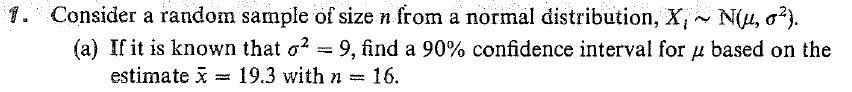 1. Consider a random sample of size n from a normal distribution, Xᵢ ~ N(μ, σ²).
(a) If it is known that σ² = 9, find a 90% confidence interval for μ based on the
estimate x̄ = 19.3 with n = 16.